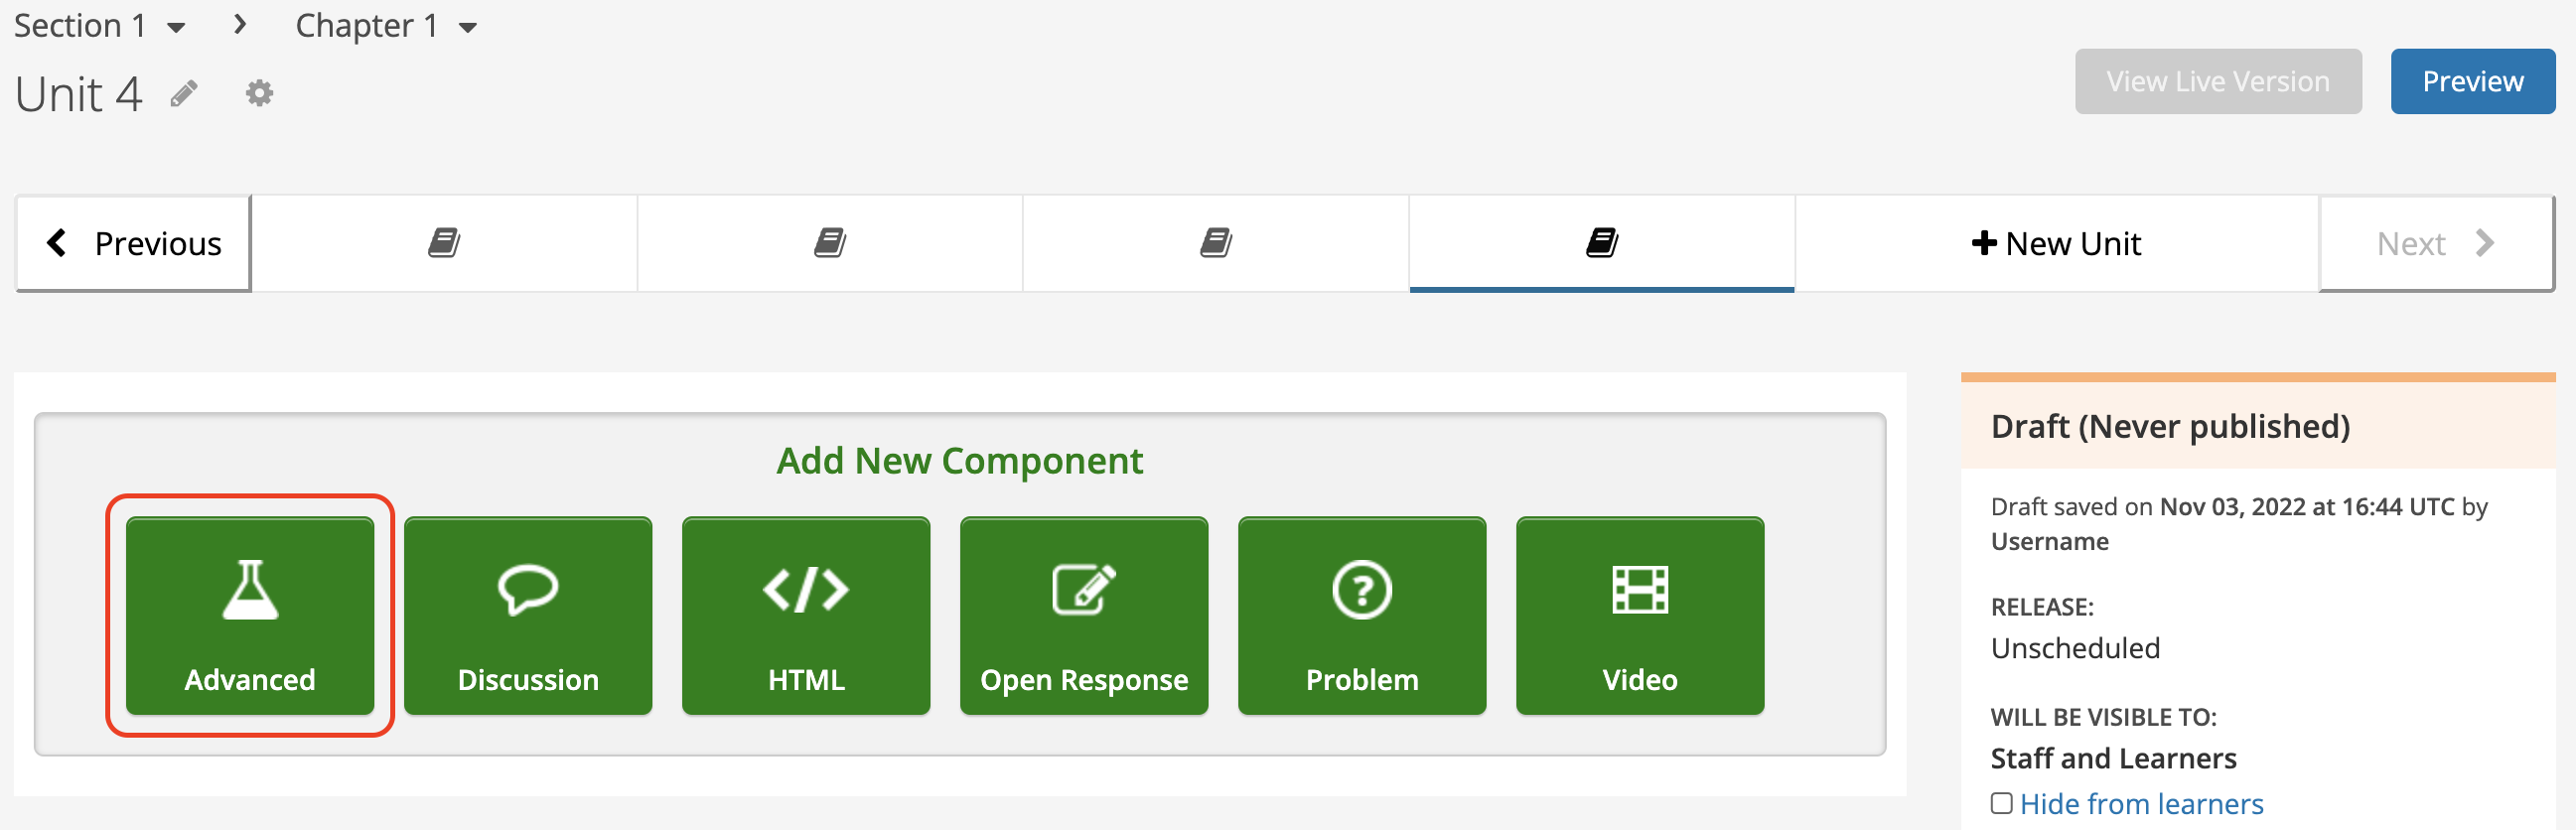 Section 1 Chapter 1
Unit 4
View Live Version Preview
Previous New Unit Next
Add New Component
Advanced Discussion HTML Open Response Problem Video
Draft (Never published)
Draft saved on Nov 03, 2022 at 16:44 UTC by
Username
RELEASE:
Unscheduled
WILL BE VISIBLE TO:
Staff and Learners
Hide from learners